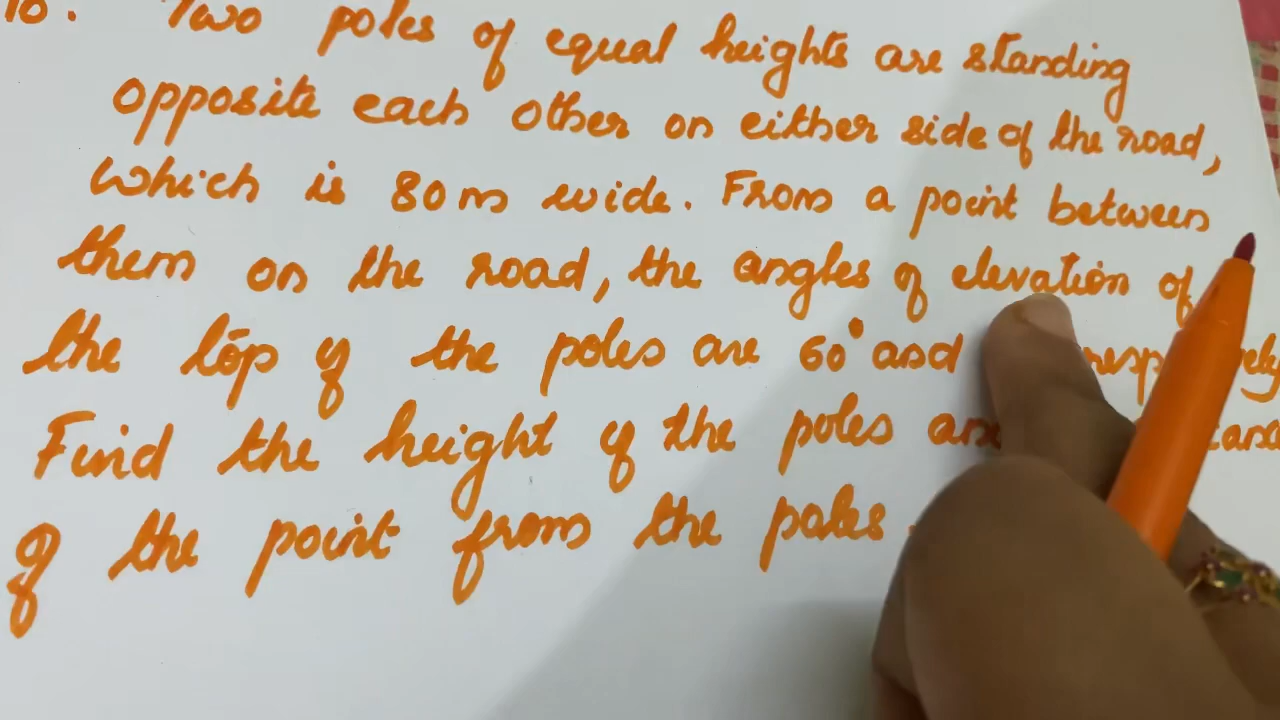 10. Two poles of equal heights are standing
opposite each other on either side of the road,
which is 80m wide. From a point between
them on the road, the angles of elevation of
the top of the poles are 60° and
Find the height of the poles
of the point from the poles.